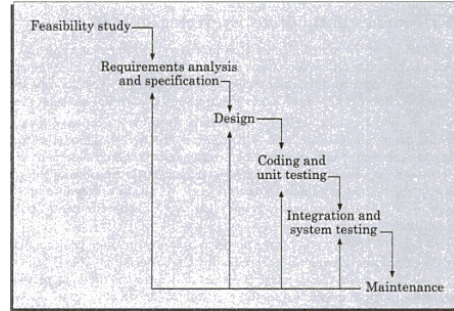 Feasibility study
Requirements analysis
and specification
Design
Coding and
unit testing
Integration and
system testing
Maintenance